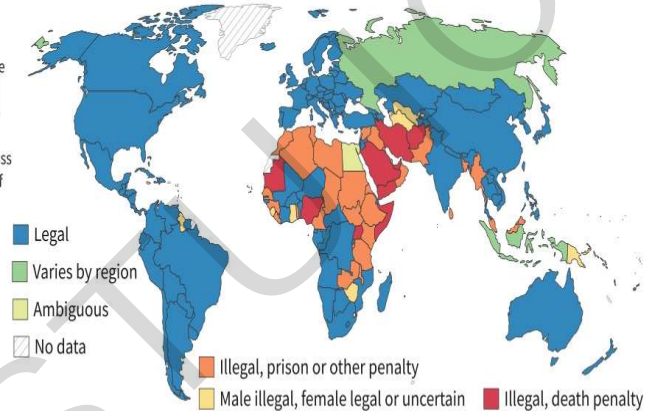 e
ss
f
Legal
Varies by region
Ambiguous
No data
Illegal, prison or other penalty
Male illegal, female legal or uncertain
Illegal, death penalty